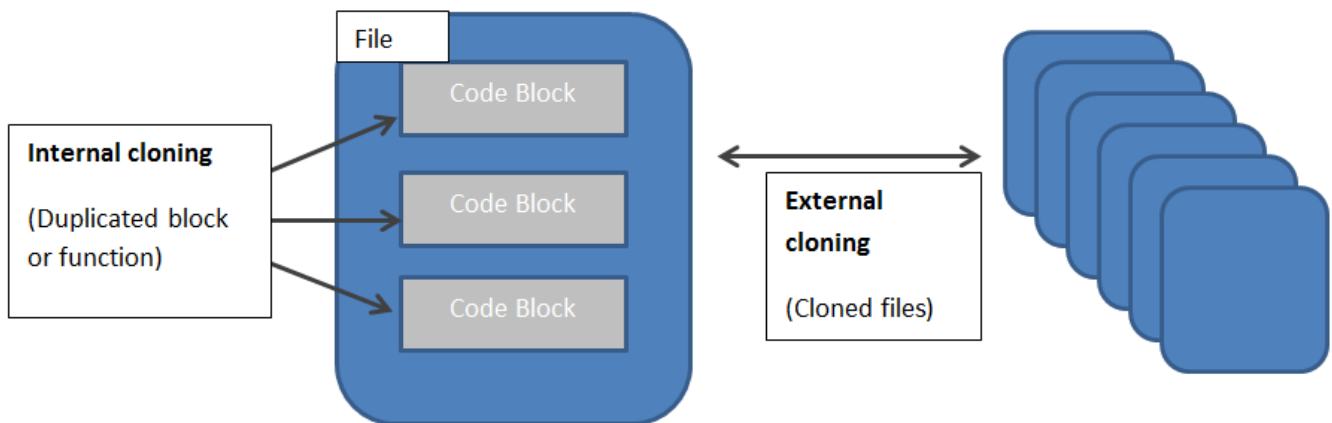 File
Code Block
Code Block
Code Block
Internal cloning
(Duplicated block
or function)
External
cloning
(Cloned files)